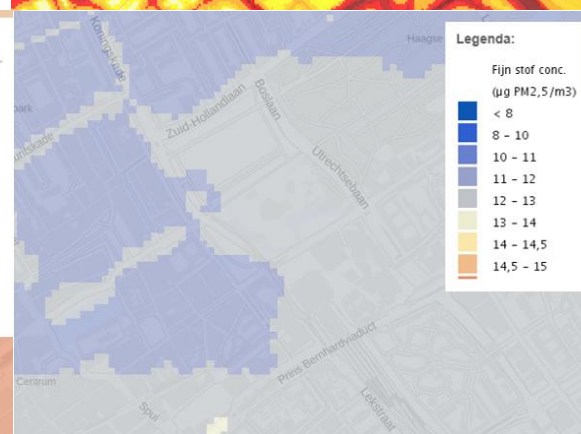 Koningskade
Haagse
Zuid-Hollandlaan
Boslaan
Utrechtsebaan
Prins Bernhardviaduct
Centrum
Spui
Lekstraat
Legenda:
Fijn stof conc.
(µg PM2,5/m3)
< 8
8 – 10
10 – 11
11 – 12
12 – 13
13 – 14
14 – 14,5
14,5 – 15